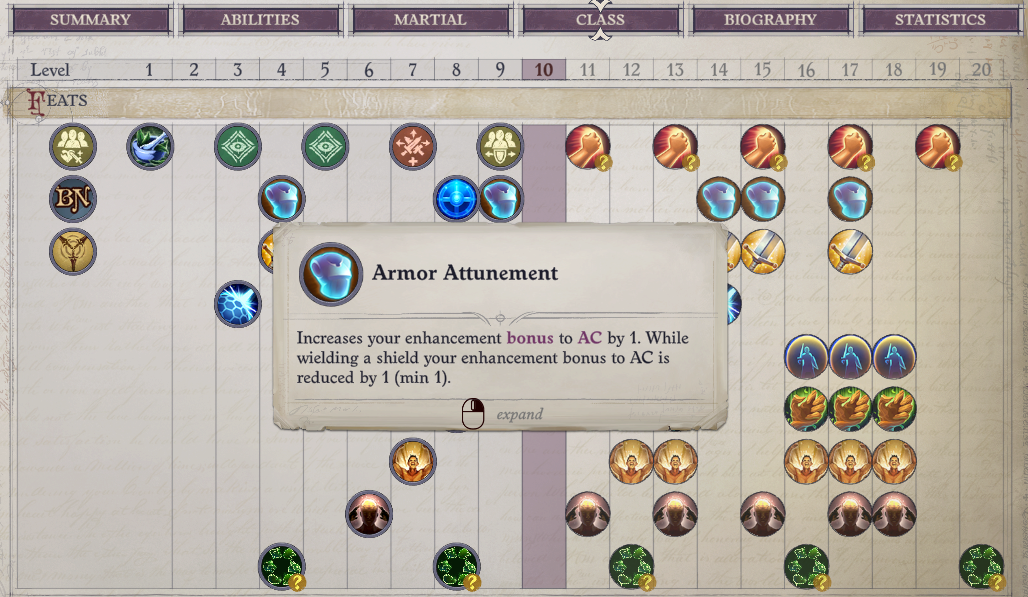 SUMMARY ABILITIES MARTIAL CLASS BIOGRAPHY STATISTICS
Level 1 2 3 4 5 6 7 8 9 10 11 12 13 14 15 16 17 18 19 20
FEATS
? ? ? ? ?
BN
Armor Attunement
Increases your enhancement bonus to AC by 1. While
wielding a shield your enhancement bonus to AC is
reduced by 1 (min 1).
expand
? ? ? ? ?